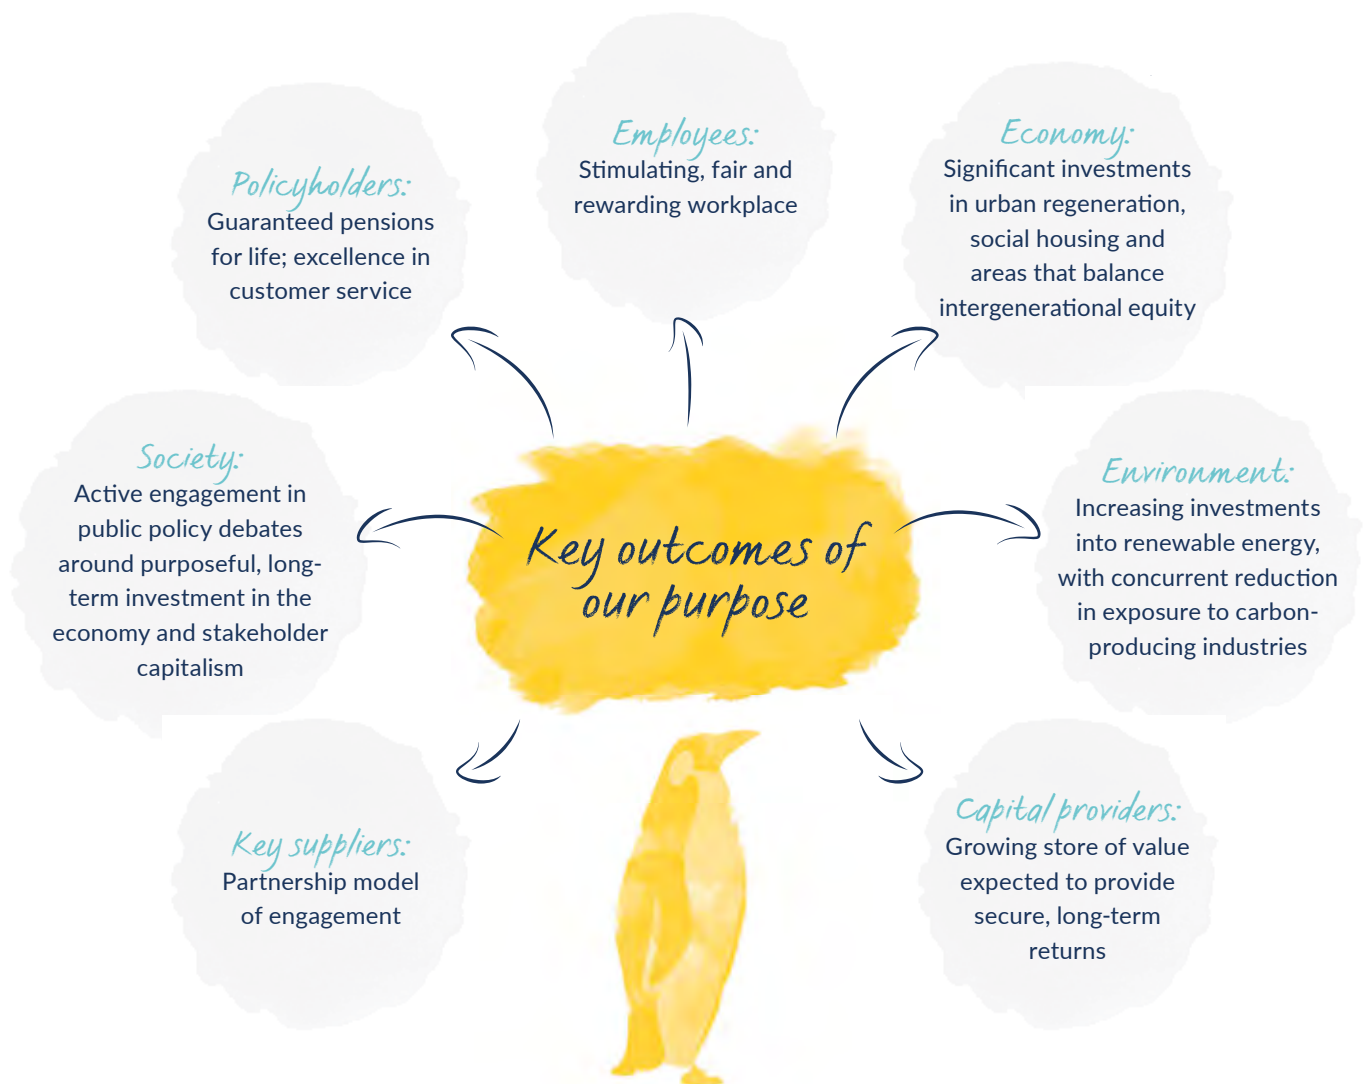 Employees:
Stimulating, fair and
rewarding workplace
Economy:
Significant investments
in urban regeneration,
social housing and
areas that balance
intergenerational equity
Policyholders:
Guaranteed pensions
for life; excellence in
customer service
Society:
Active engagement in
public policy debates
around purposeful, long-
term investment in the
economy and stakeholder
capitalism
Key outcomes of
our purpose
Environment:
Increasing investments
into renewable energy,
with concurrent reduction
in exposure to carbon-
producing industries
Key suppliers:
Partnership model
of engagement
Capital providers:
Growing store of value
expected to provide
secure, long-term
returns